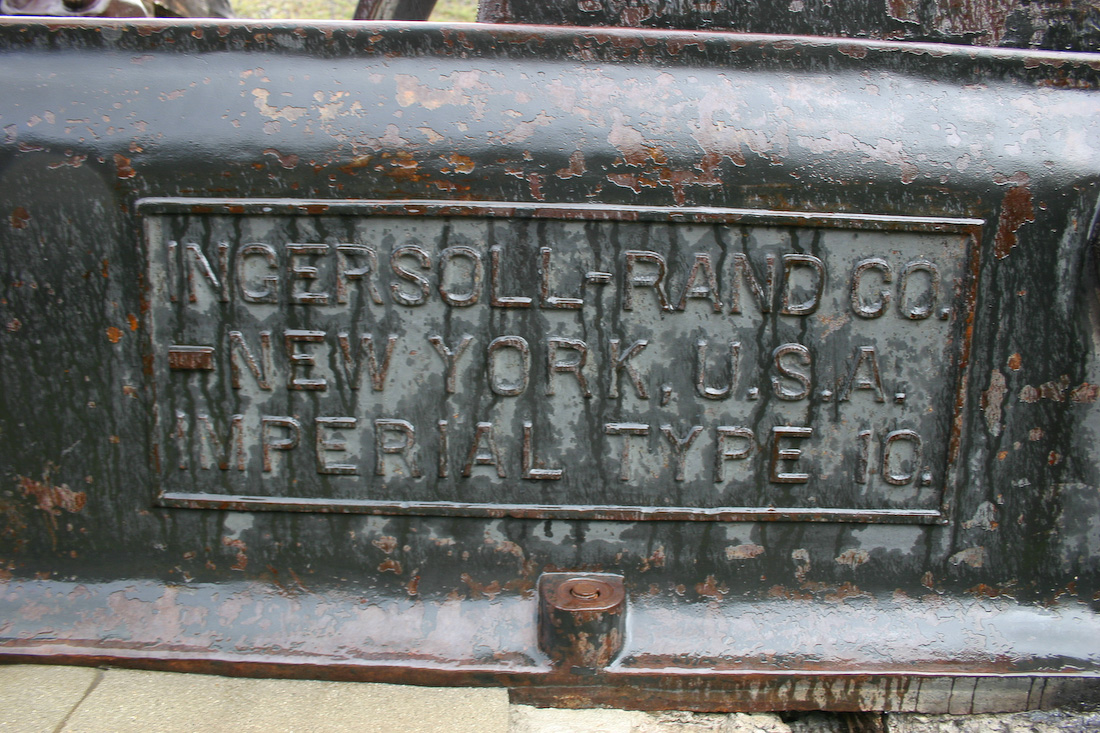 INGERSOLL-RAND CO.
NEW YORK, U.S.A.
IMPERIAL TYPE 10.